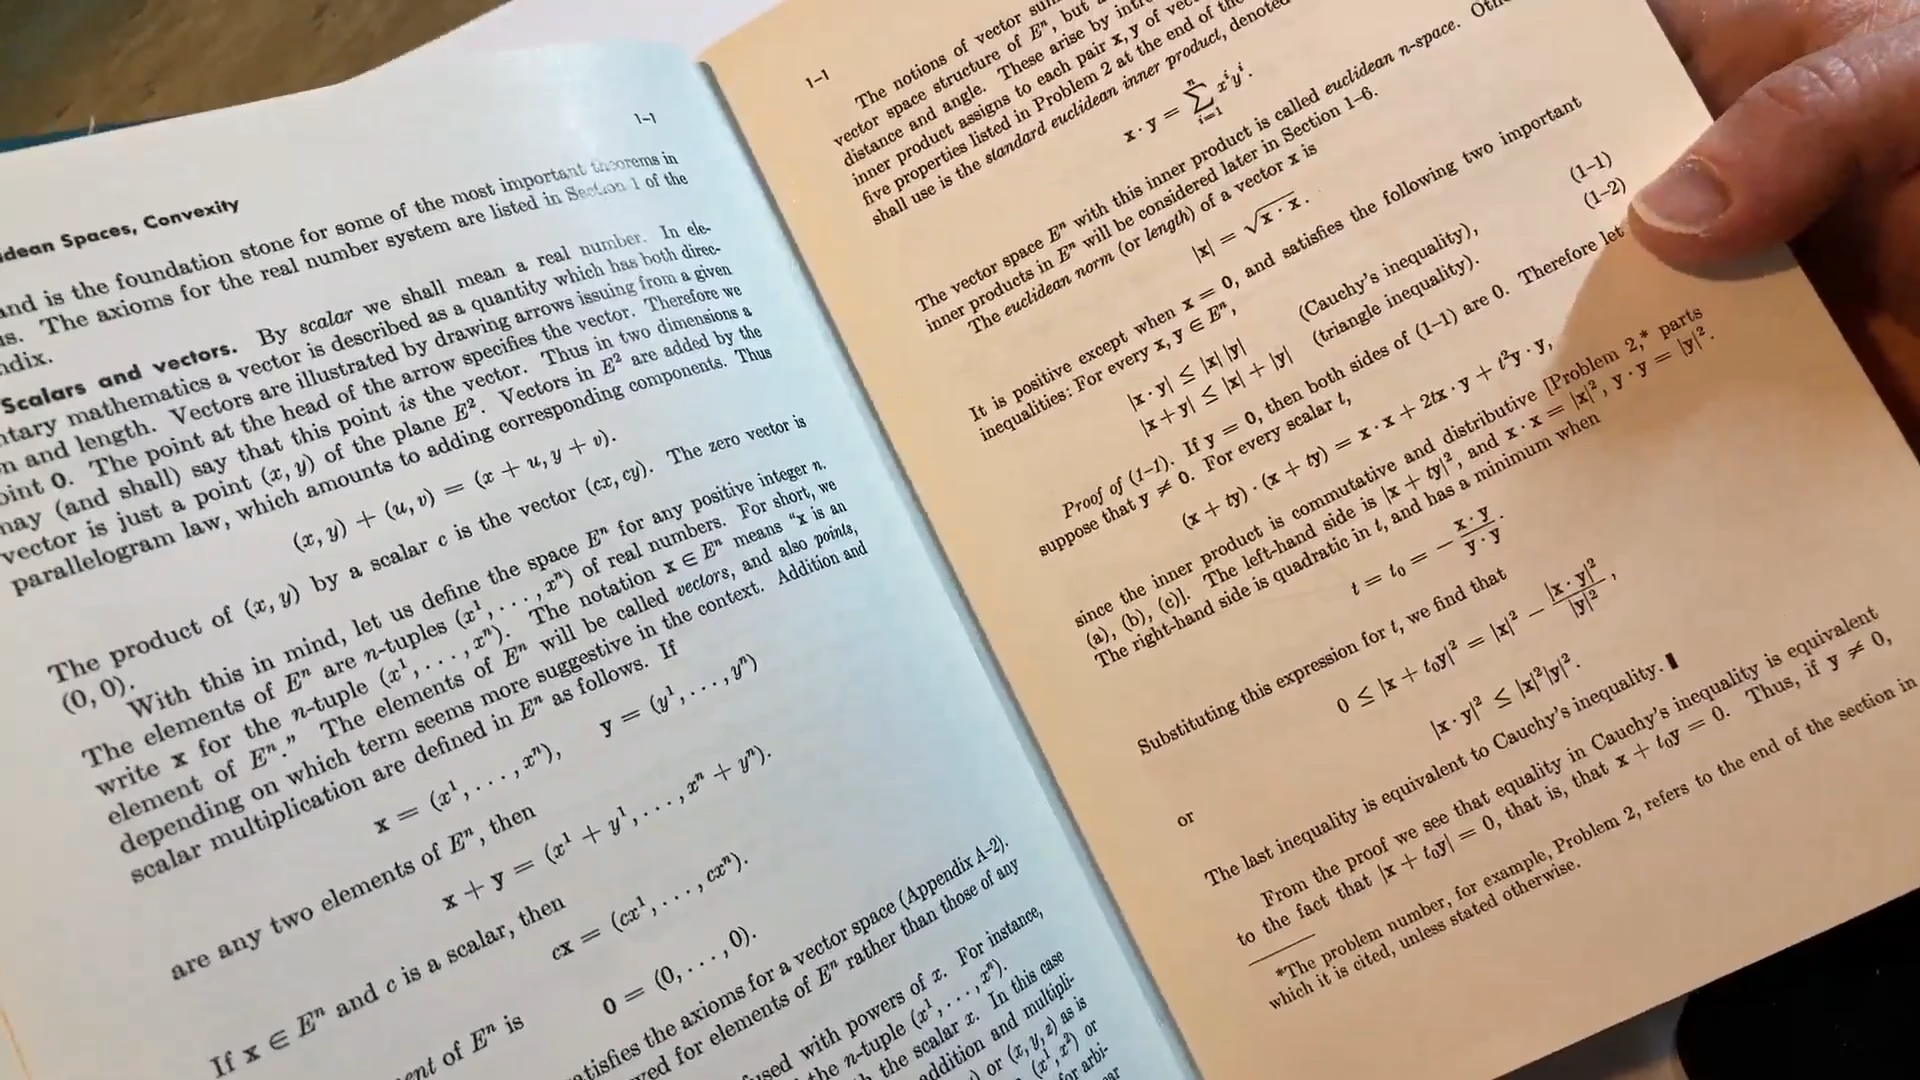 1–1
idean Spaces, Convexity
and is the foundation stone for some of the most important theorems in
us. The axioms for the real number system are listed in Section 1 of the
ndix.
Scalars and vectors. By scalar we shall mean a real number. In ele-
ntary mathematics a vector is described as a quantity which has both direc-
n and length. Vectors are illustrated by drawing arrows issuing from a given
oint 0. The point at the head of the arrow specifies the vector. Therefore we
may (and shall) say that this point is the vector. Thus in two dimensions a
vector is just a point (x, y) of the plane E². Vectors in E² are added by the
parallelogram law, which amounts to adding corresponding components. Thus
(x, y) + (u, v) = (x + u, y + v).
The product of (x, y) by a scalar c is the vector (cx, cy). The zero vector is
(0, 0).
With this in mind, let us define the space Eⁿ for any positive integer n.
The elements of Eⁿ are n-tuples (x¹, . . . , xⁿ) of real numbers. For short, we
write x for the n-tuple (x¹, . . . , xⁿ). The notation x ∈ Eⁿ means “x is an
element of Eⁿ.” The elements of Eⁿ will be called vectors, and also points,
depending on which term seems more suggestive in the context. Addition and
scalar multiplication are defined in Eⁿ as follows. If
x = (x¹, . . . , xⁿ), y = (y¹, . . . , yⁿ)
are any two elements of Eⁿ, then
x + y = (x¹ + y¹, . . . , xⁿ + yⁿ).
If x ∈ Eⁿ and c is a scalar, then
cx = (cx¹, . . . , cxⁿ).
ent of Eⁿ is
0 = (0, . . . , 0).
atisfies the axioms for a vector space (Appendix A–2).
ved for elements of Eⁿ rather than those of any
used with powers of x. For instance,
the n-tuple (x¹, . . . , xⁿ).
the scalar x. In this case
addition and multipli-
) or (x, y, z) as is
(x¹, x²) or
for arbi-
1–1
The notions of vector
vector space structure of Eⁿ, but
distance and angle. These arise by
inner product assigns to each pair x, y of
five properties listed in Problem 2 at the end of the
shall use is the standard euclidean inner product, denoted
x · y = ∑ⁿᵢ₌₁ xⁱyⁱ.
The vector space Eⁿ with this inner product is called euclidean n-space.
inner products in Eⁿ will be considered later in Section 1–6.
The euclidean norm (or length) of a vector x is
|x| = √x · x.
It is positive except when x = 0, and satisfies the following two important
inequalities: For every x, y ∈ Eⁿ,
|x · y| ≤ |x| |y| (Cauchy’s inequality), (1–1)
|x + y| ≤ |x| + |y| (triangle inequality). (1–2)
Proof of (1–1). If y = 0, then both sides of (1–1) are 0. Therefore let
suppose that y ≠ 0. For every scalar t,
(x + ty) · (x + ty) = x · x + 2tx · y + t²y · y,
since the inner product is commutative and distributive [Problem 2,* parts
(a), (b), (c)]. The left-hand side is |x + ty|², and x · x = |x|², y · y = |y|².
The right-hand side is quadratic in t, and has a minimum when
t = t₀ = − x · y / y · y.
Substituting this expression for t, we find that
0 ≤ |x + t₀y|² = |x|² − |x · y|² / |y|²,
or
|x · y|² ≤ |x|²|y|².
The last inequality is equivalent to Cauchy’s inequality. ▮
From the proof we see that equality in Cauchy’s inequality is equivalent
to the fact that |x + t₀y| = 0, that is, that x + t₀y = 0. Thus, if y ≠ 0,
*The problem number, for example, Problem 2, refers to the end of the section in
which it is cited, unless stated otherwise.